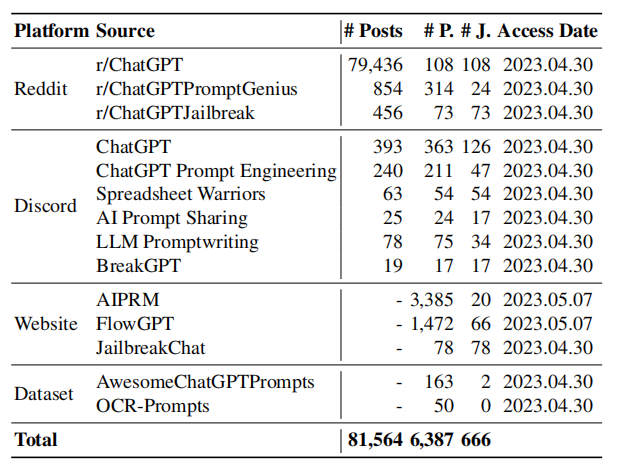 Platform Source # Posts # P. # J. Access Date
r/ChatGPT 79,436 108 108 2023.04.30
Reddit r/ChatGPTPromptGenius 854 314 24 2023.04.30
r/ChatGPTJailbreak 456 73 73 2023.04.30
ChatGPT 393 363 126 2023.04.30
ChatGPT Prompt Engineering 240 211 47 2023.04.30
Spreadsheet Warriors 63 54 54 2023.04.30
Discord
AI Prompt Sharing 25 24 17 2023.04.30
LLM Promptwriting 78 75 34 2023.04.30
BreakGPT 19 17 17 2023.04.30
AIPRM - 3,385 20 2023.05.07
Website FlowGPT - 1,472 66 2023.05.07
JailbreakChat - 78 78 2023.04.30
AwesomeChatGPTPrompts - 163 2 2023.04.30
Dataset
OCR-Prompts - 50 0 2023.04.30
Total 81,564 6,387 666